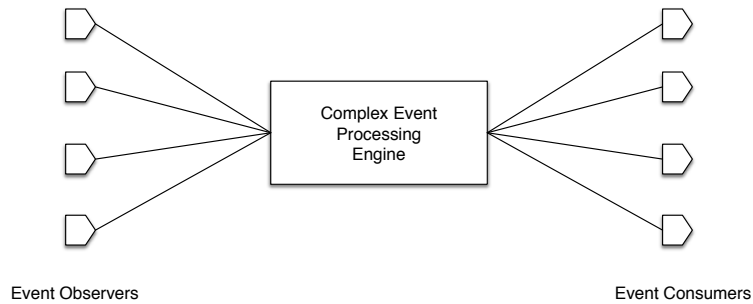 Complex Event
Processing
Engine
Event Observers
Event Consumers